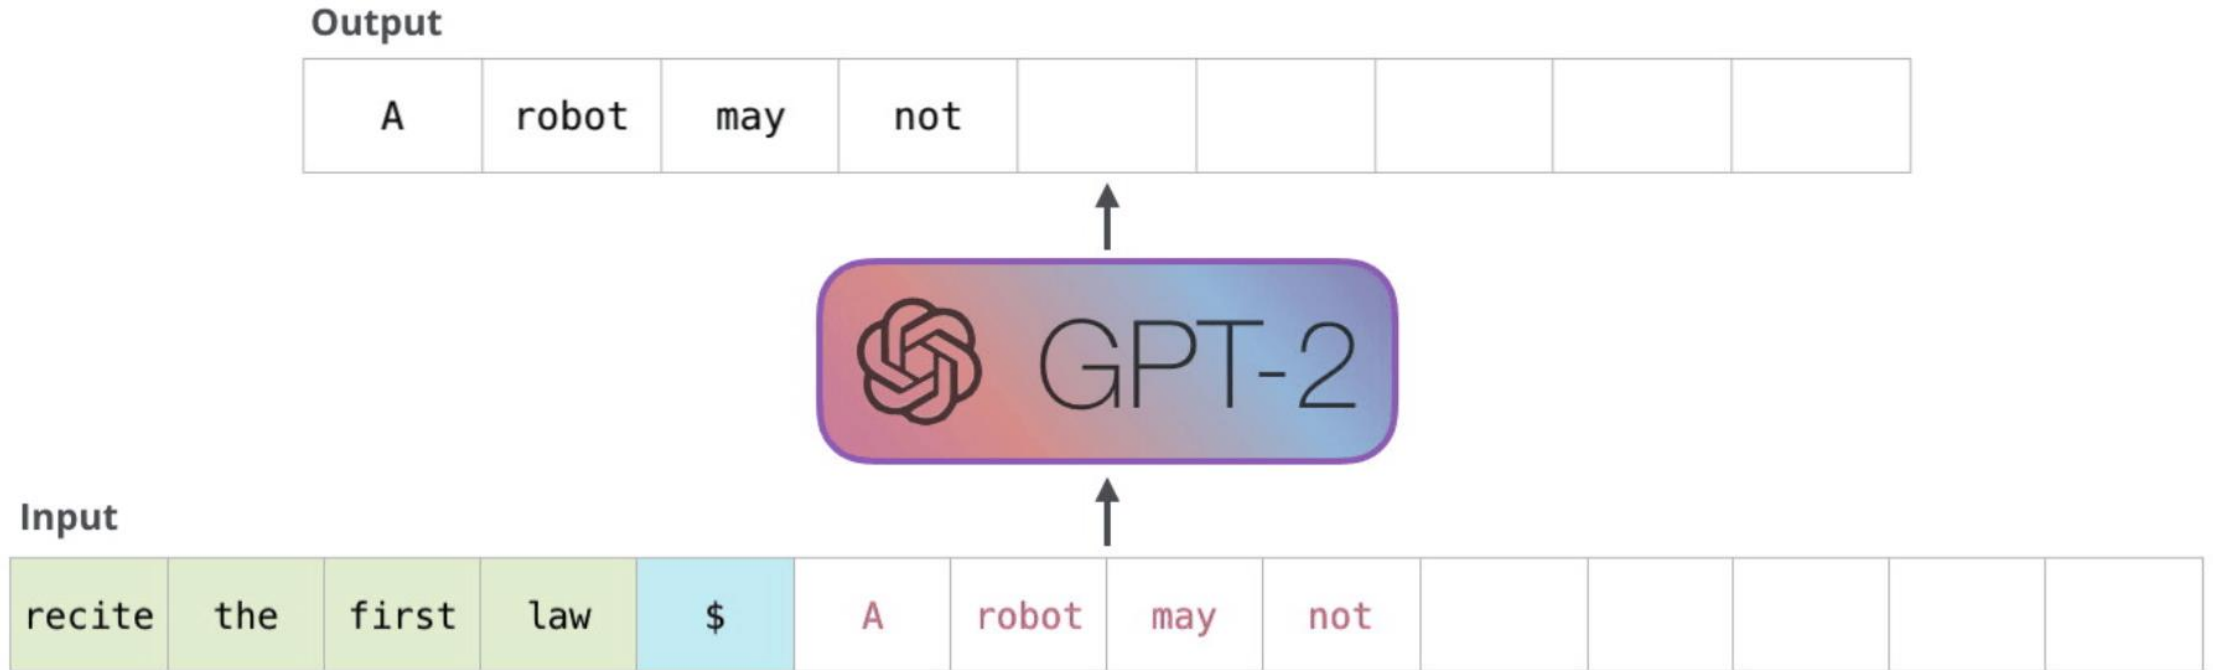 Output
A robot may not
GPT-2
Input
recite the first law $ A robot may not